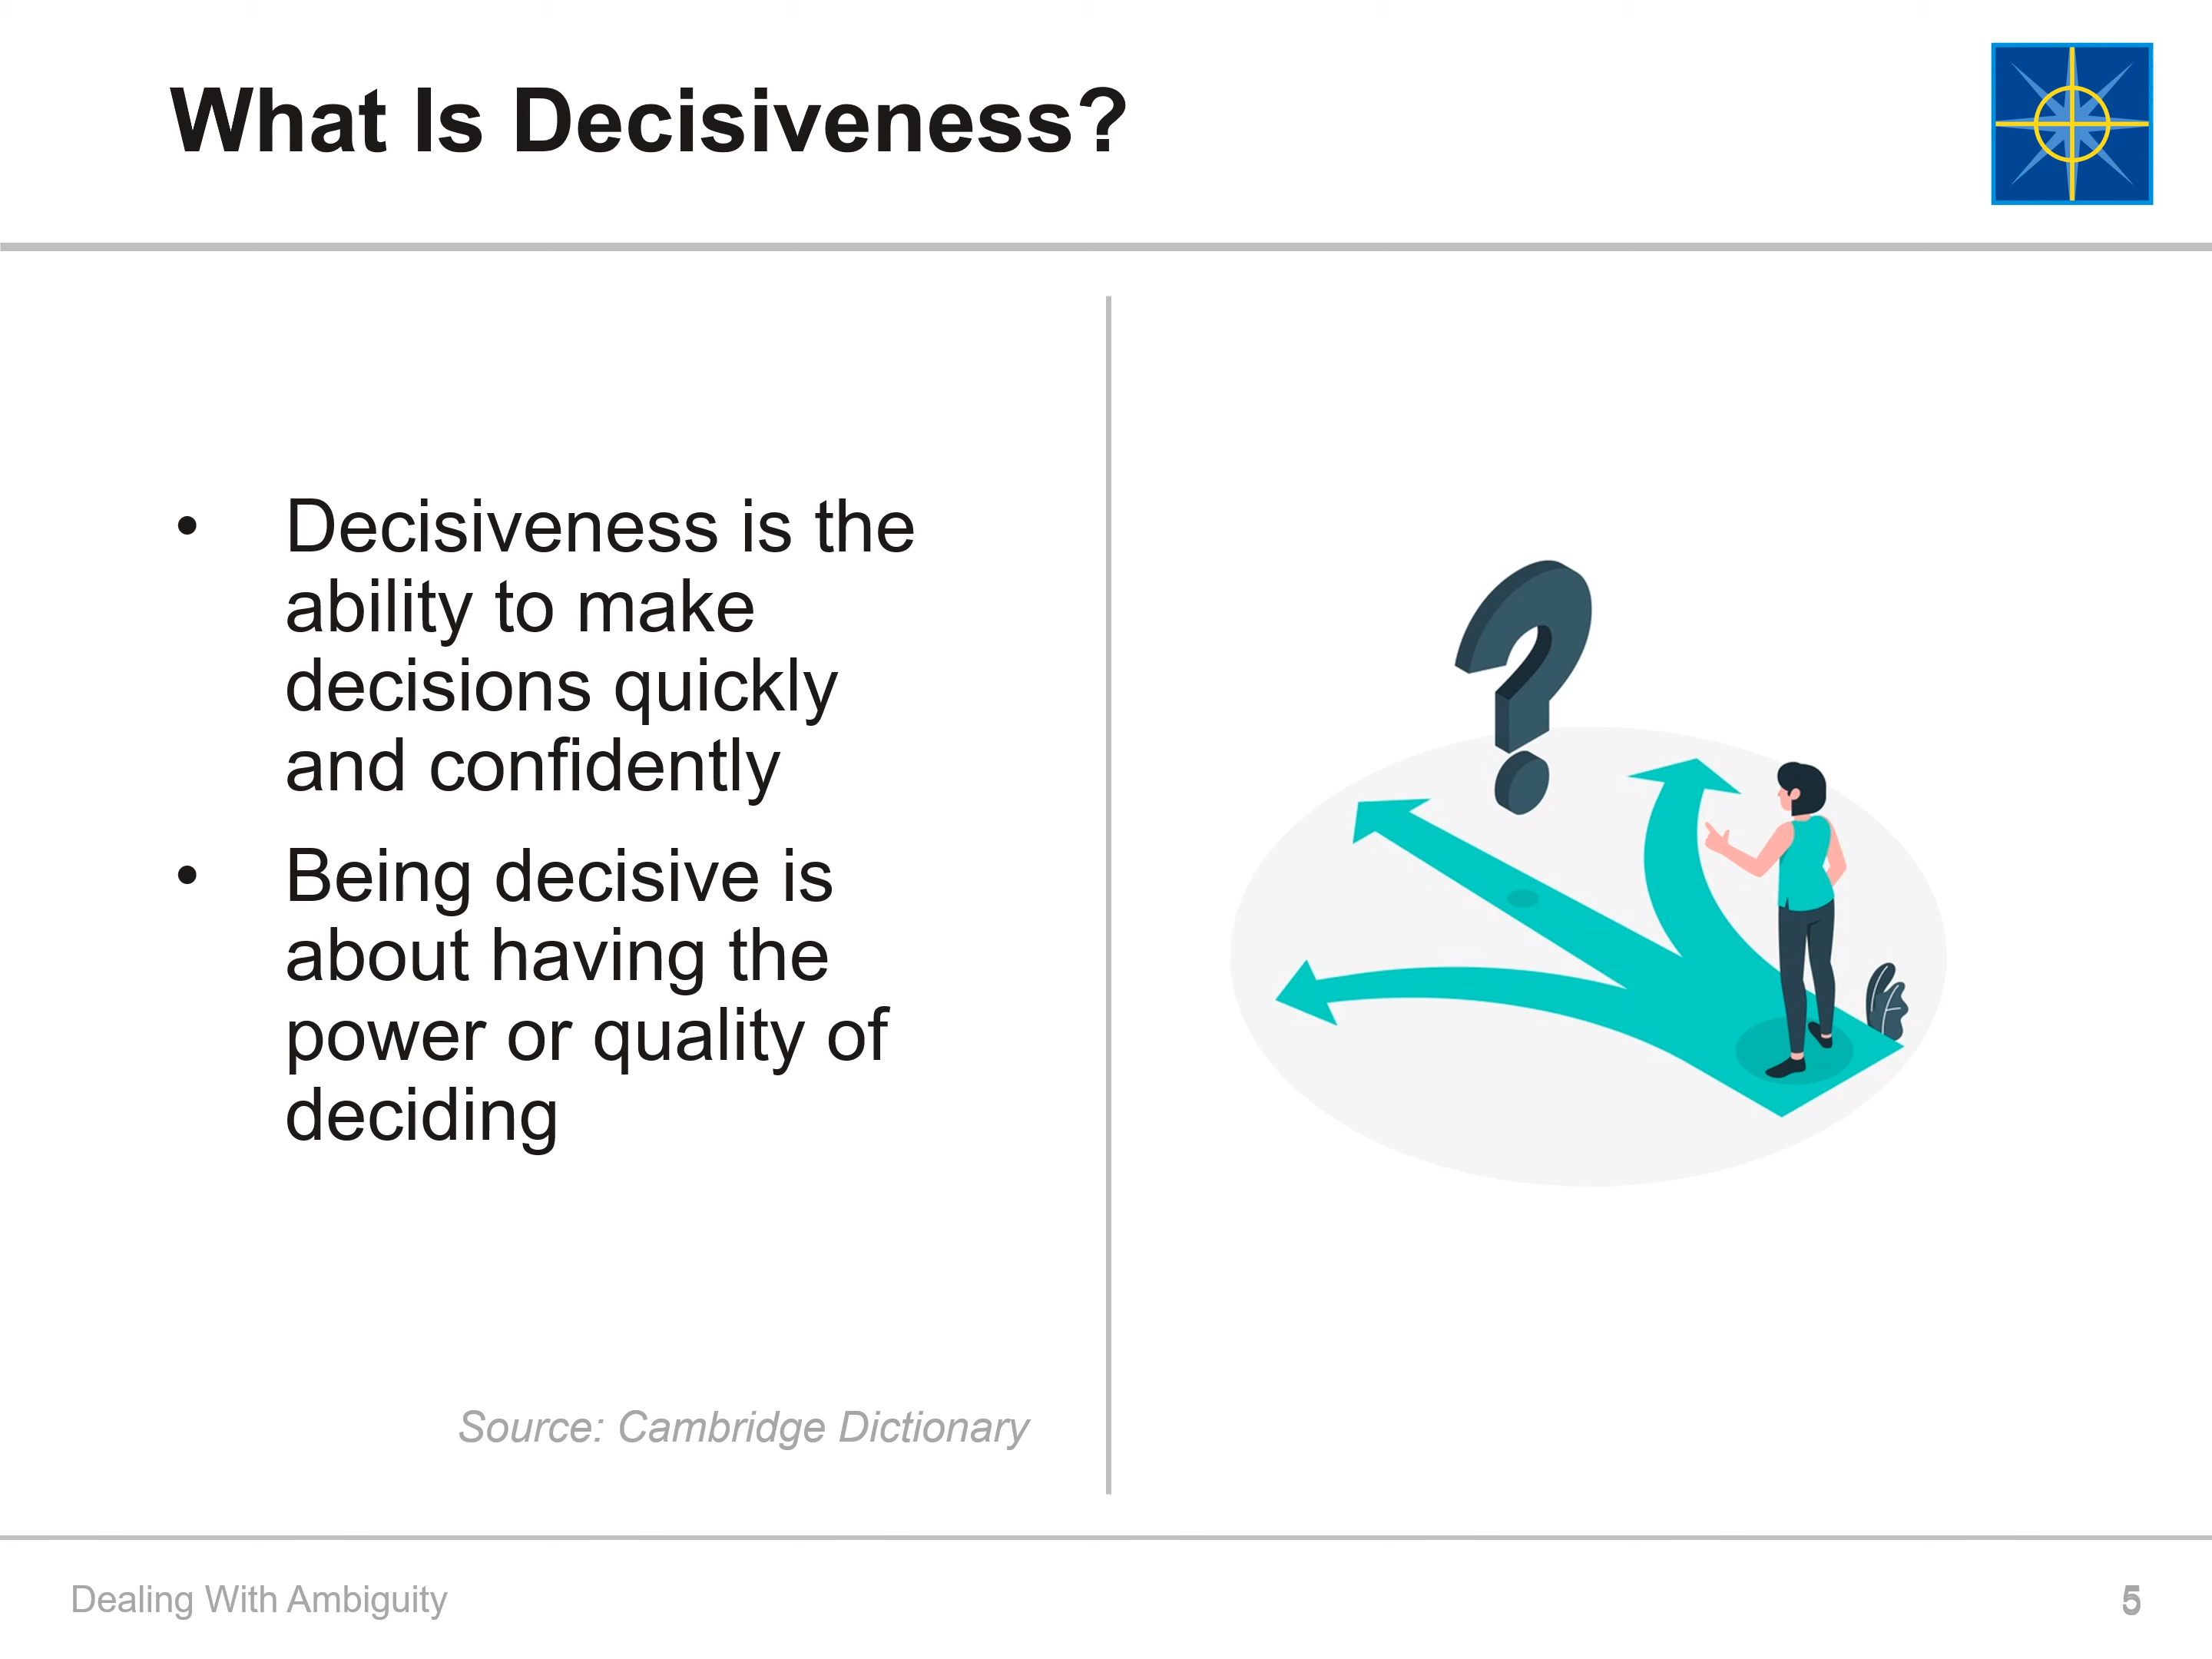 What Is Decisiveness?
• Decisiveness is the
ability to make
decisions quickly
and confidently
• Being decisive is
about having the
power or quality of
deciding
Source: Cambridge Dictionary
Dealing With Ambiguity
5